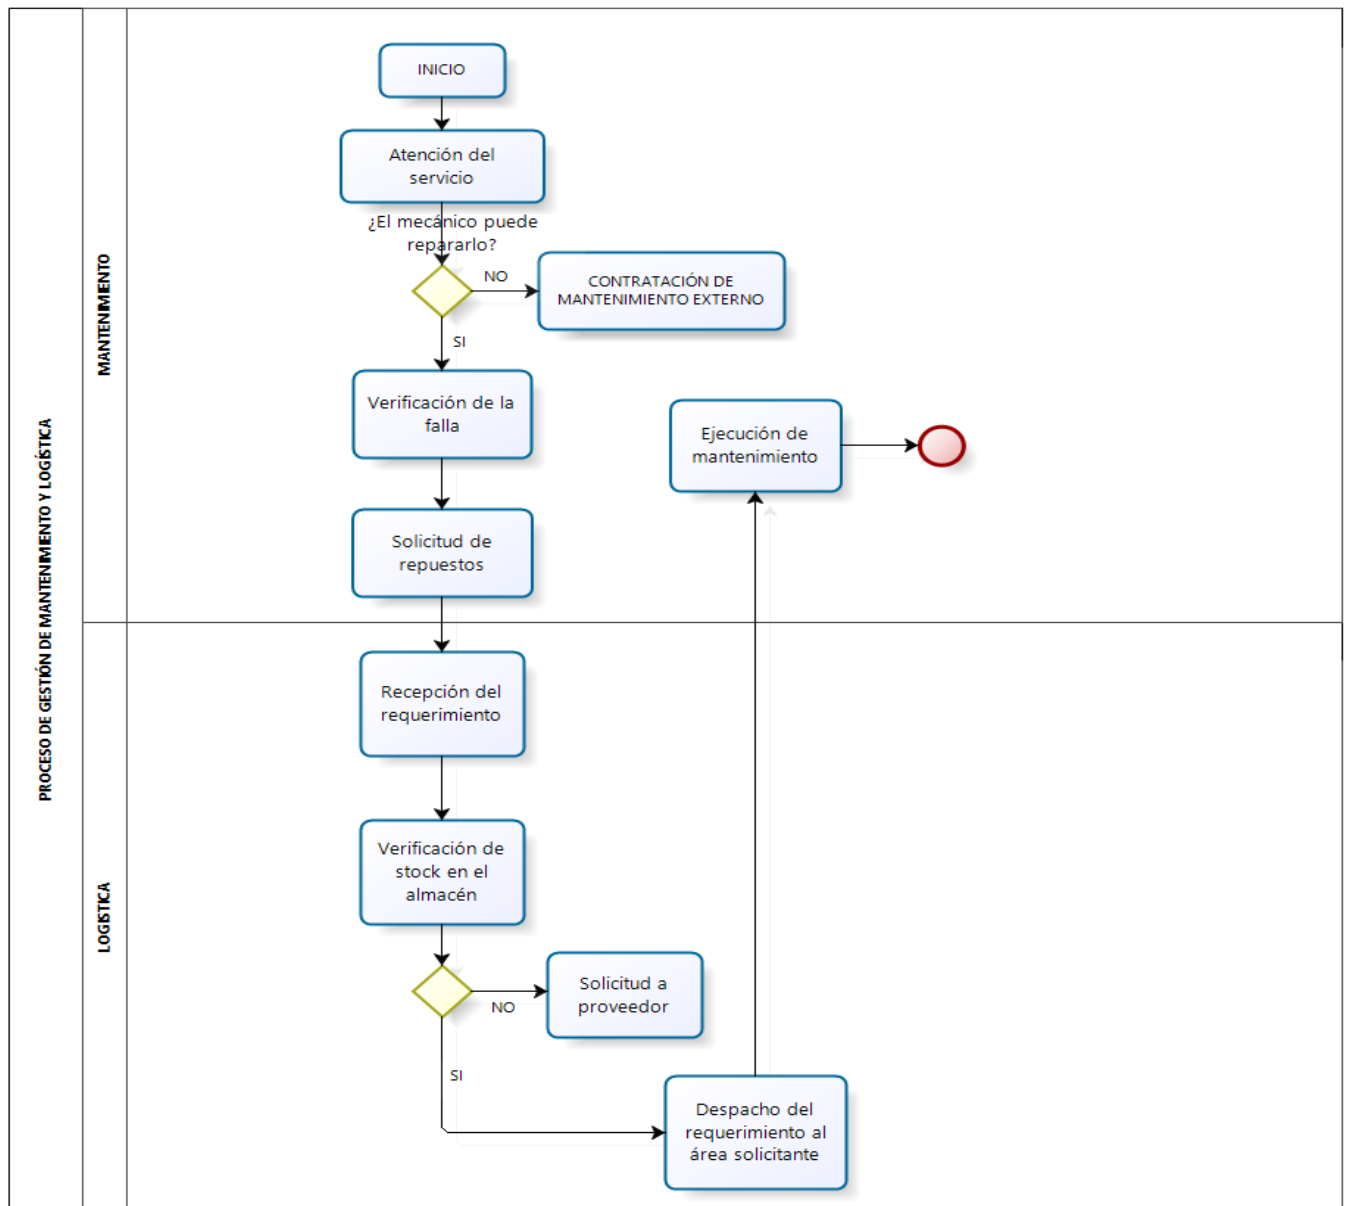 PROCESO DE GESTIÓN DE MANTENIMIENTO Y LOGÍSTICA
MANTENIMIENTO
INICIO
Atención del
servicio
¿El mecánico puede
repararlo?
NO
CONTRATACIÓN DE
MANTENIMIENTO EXTERNO
SI
Verificación de la
falla
Ejecución de
mantenimiento
Solicitud de
repuestos
LOGISTICA
Recepción del
requerimiento
Verificación de
stock en el
almacén
NO
Solicitud a
proveedor
SI
Despacho del
requerimiento al
área solicitante